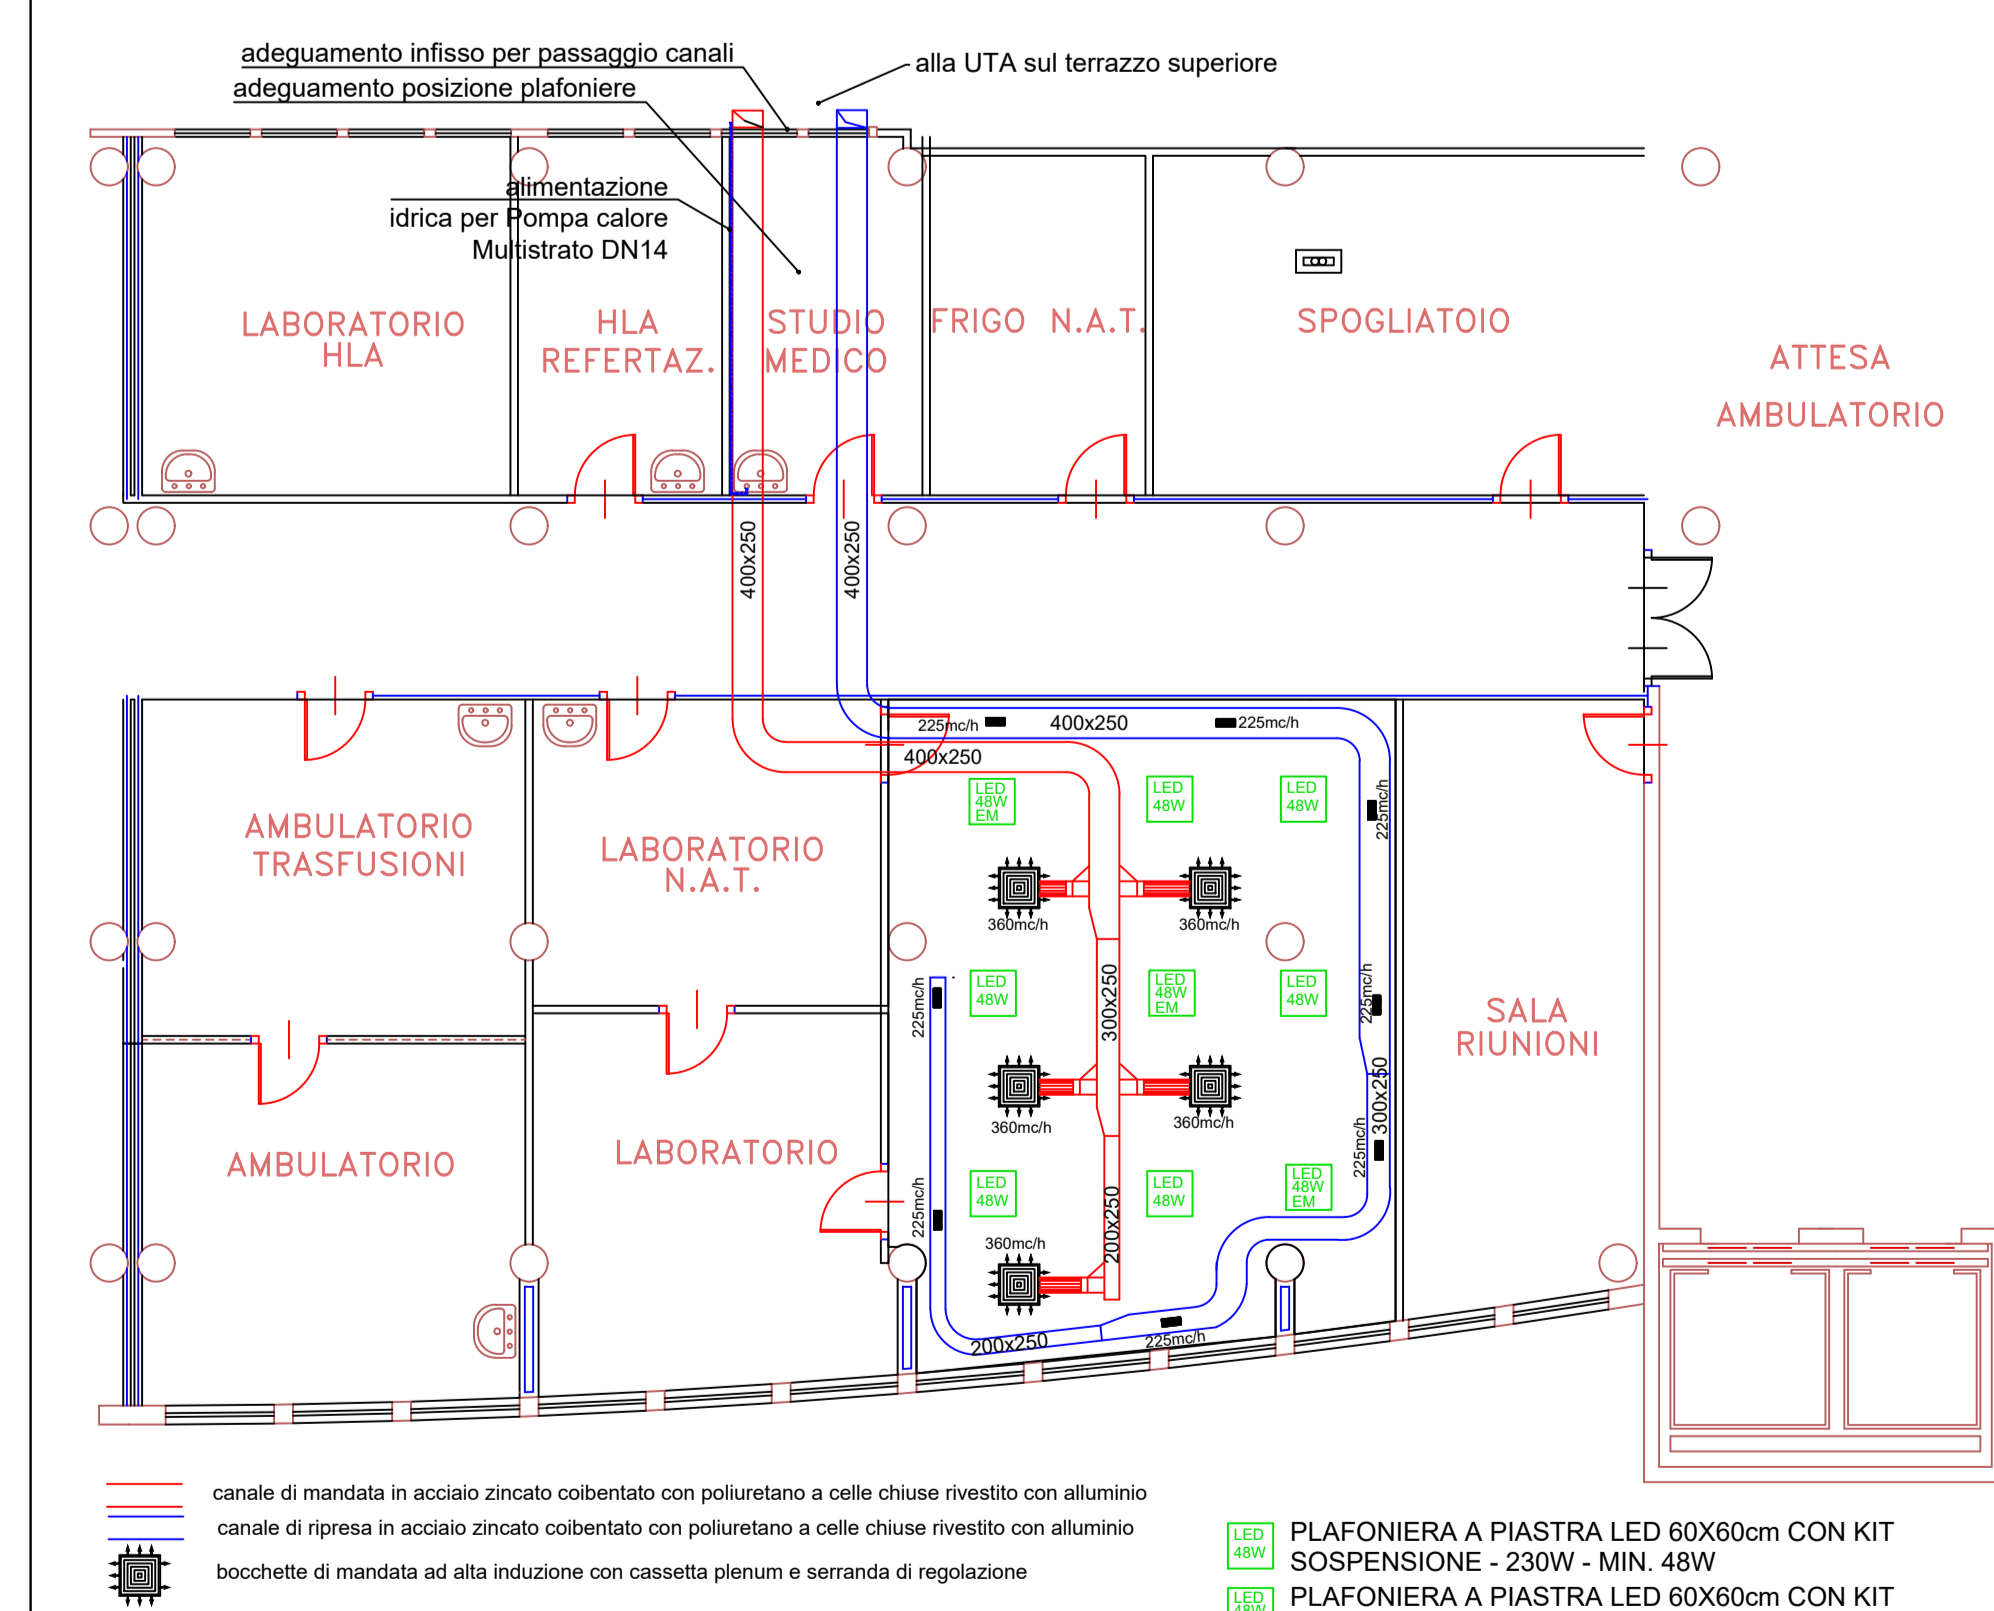 adeguamento infisso per passaggio canali
alla UTA sul terrazzo superiore
adeguamento posizione plafoniere
alimentazione
idrica per Pompa calore
Multistrato DN14
LABORATORIO
HLA
HLA
REFERTAZ.
STUDIO
MEDICO
FRIGO N.A.T.
SPOGLIATOIO
ATTESA
AMBULATORIO
400x250
400x250
225mc/h
400x250
225mc/h
400x250
LED
48W
EM
LED
48W
LED
48W
225mc/h
AMBULATORIO
TRASFUSIONI
LABORATORIO
N.A.T.
360mc/h
360mc/h
225mc/h
LED
48W
300x250
LED
48W
EM
LED
48W
225mc/h
SALA
RIUNIONI
360mc/h
360mc/h
300x250
225mc/h
AMBULATORIO
LABORATORIO
225mc/h
LED
48W
200x250
LED
48W
LED
48W
EM
360mc/h
200x250
225mc/h
canale di mandata in acciaio zincato coibentato con poliuretano a celle chiuse rivestito con alluminio
canale di ripresa in acciaio zincato coibentato con poliuretano a celle chiuse rivestito con alluminio
bocchette di mandata ad alta induzione con cassetta plenum e serranda di regolazione
LED
48W
PLAFONIERA A PIASTRA LED 60X60cm CON KIT
SOSPENSIONE - 230W - MIN. 48W
LED
48W
PLAFONIERA A PIASTRA LED 60X60cm CON KIT